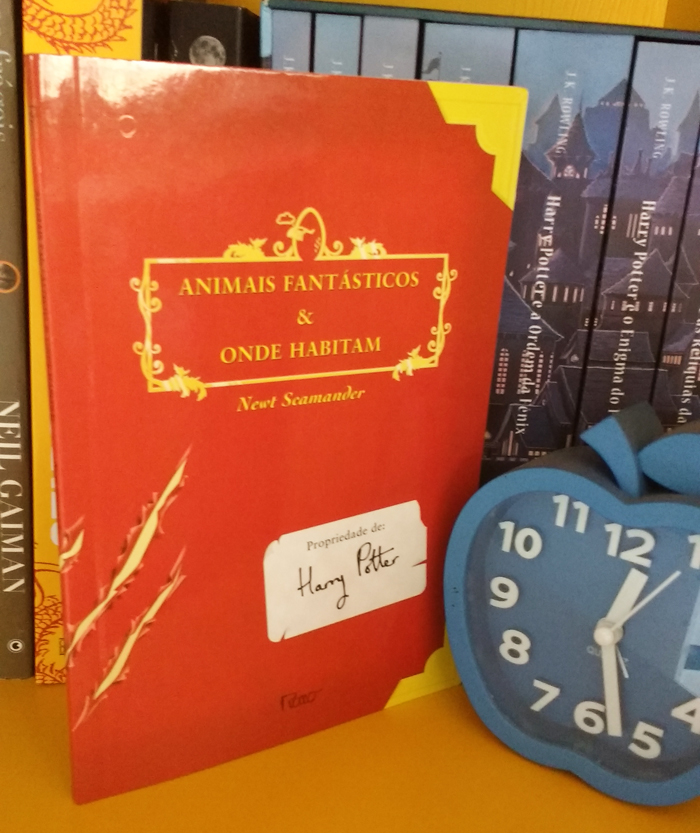 ANIMAIS FANTÁSTICOS
&
ONDE HABITAM
Newt Scamander
Propriedade de:
Harry Potter
NEIL GAIMAN
J.K. ROWLING
Harry Potter e a Ordem da Fênix
J.K. ROWLING
Harry Potter e o Enigma do
10
11
12
9
8
7
6
5
4